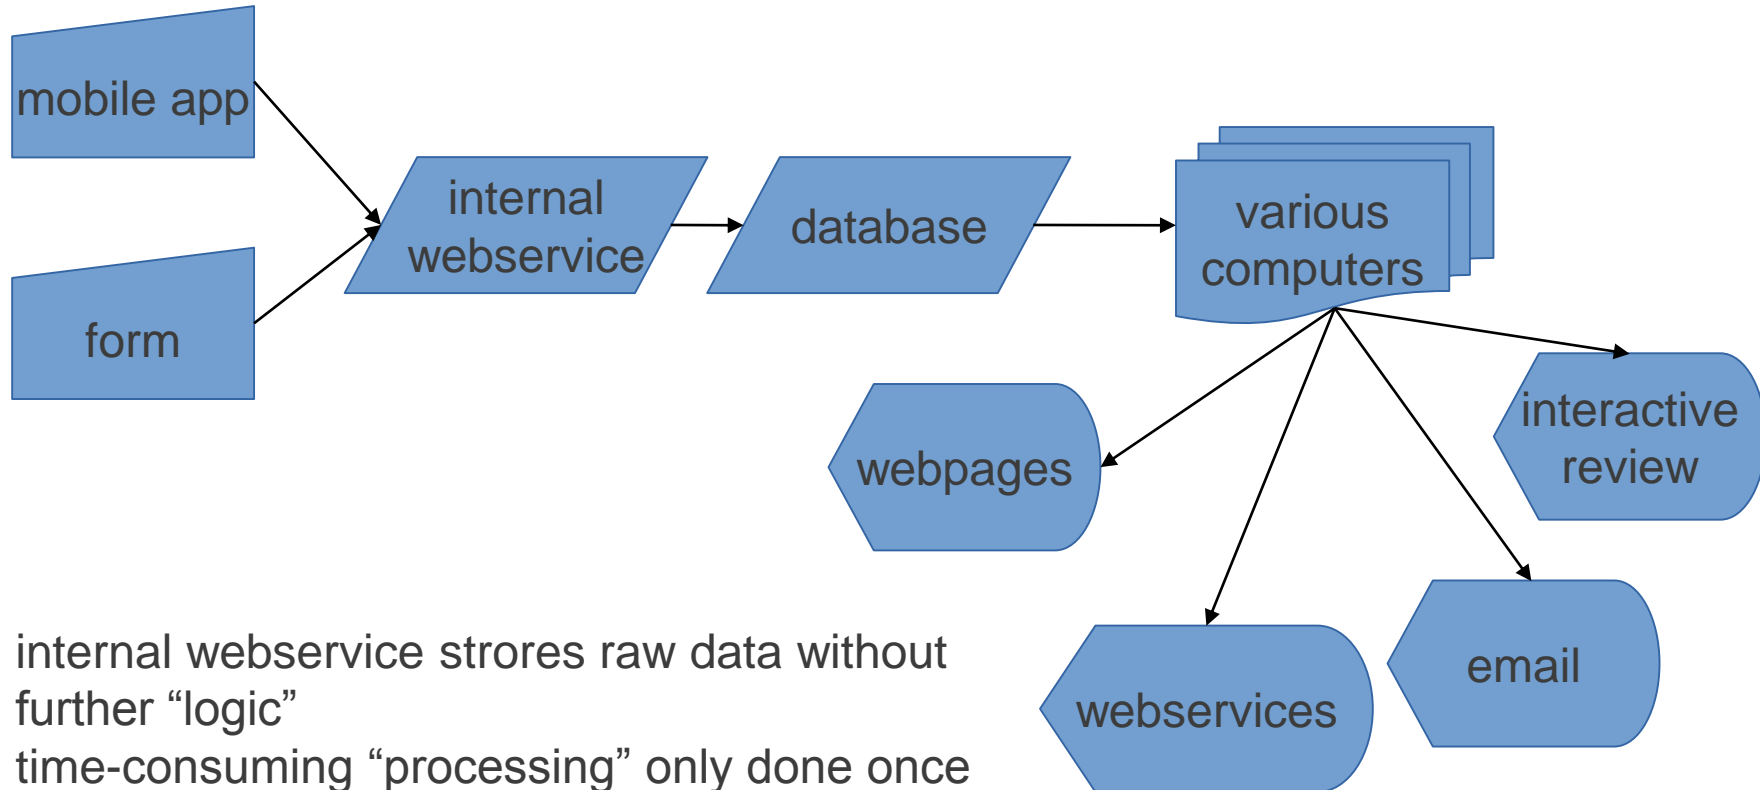 mobile app
internal
webservice
database
various
computers
form
interactive
review
webpages
internal webservice strores raw data without
further “logic”
time-consuming “processing” only done once
email
webservices